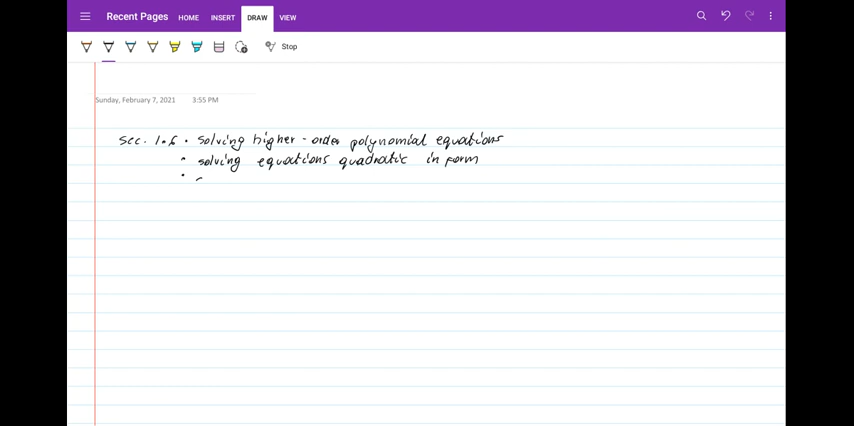 Recent Pages HOME INSERT DRAW VIEW
Stop
Sunday, February 7, 2021 3:55 PM
Sec. 1.6 • solving higher-order polynomial equations
• solving equations quadratic in form
•